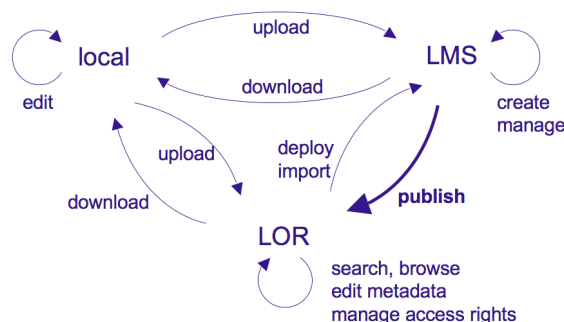 upload
local
LMS
download
edit
create
manage
upload
deploy
import
download
publish
LOR
search, browse
edit metadata
manage access rights